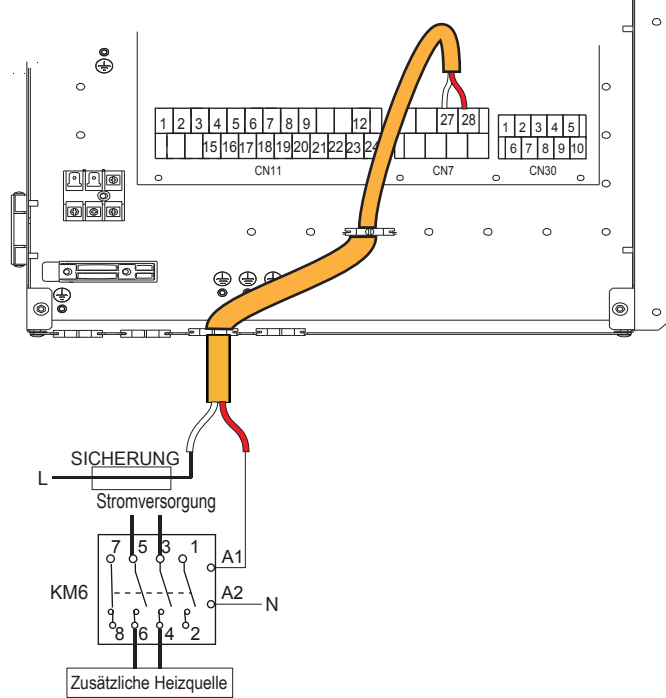 1 2 3 4 5 6 7 8 9 12
15 16 17 18 19 20 21 22 23 24
CN11
27 28
CN7
1 2 3 4 5
6 7 8 9 10
CN30
SICHERUNG
L
Stromversorgung
7 5 3 1
A1
KM6
A2
N
8 6 4 2
Zusätzliche Heizquelle